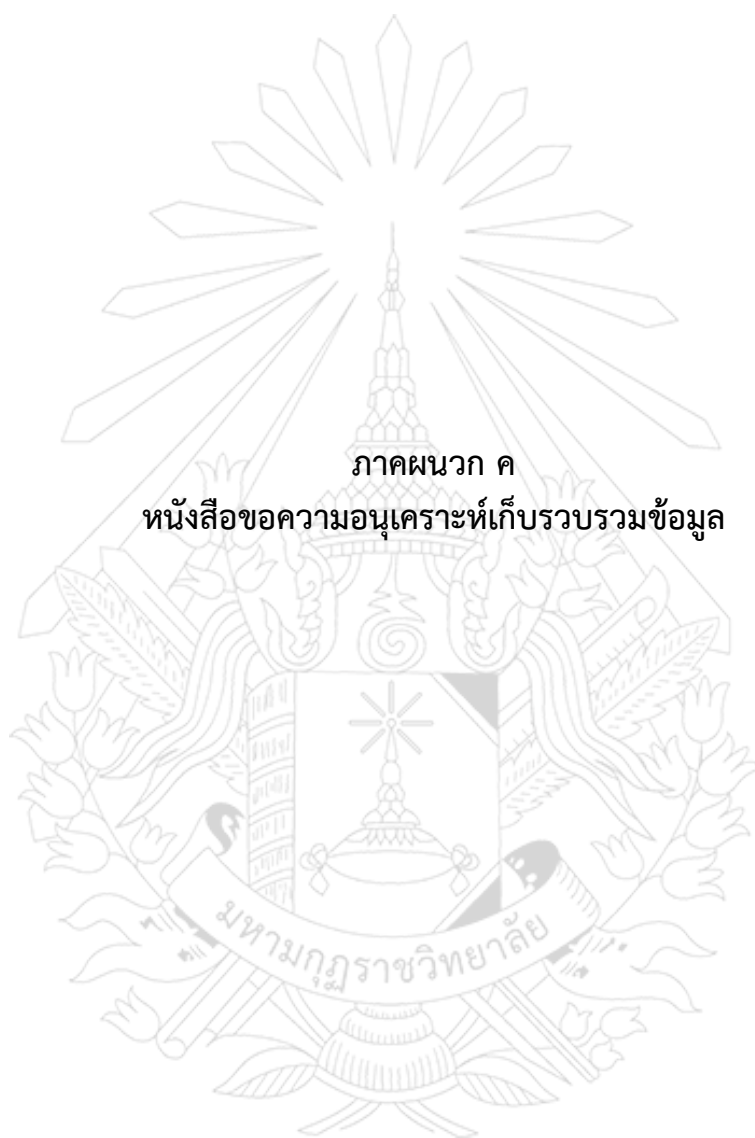 ภาคผนวก ค
หนังสือขอความอนุเคราะห์เก็บรวบรวมข้อมูล
มหามกุฏราชวิทยาลัย